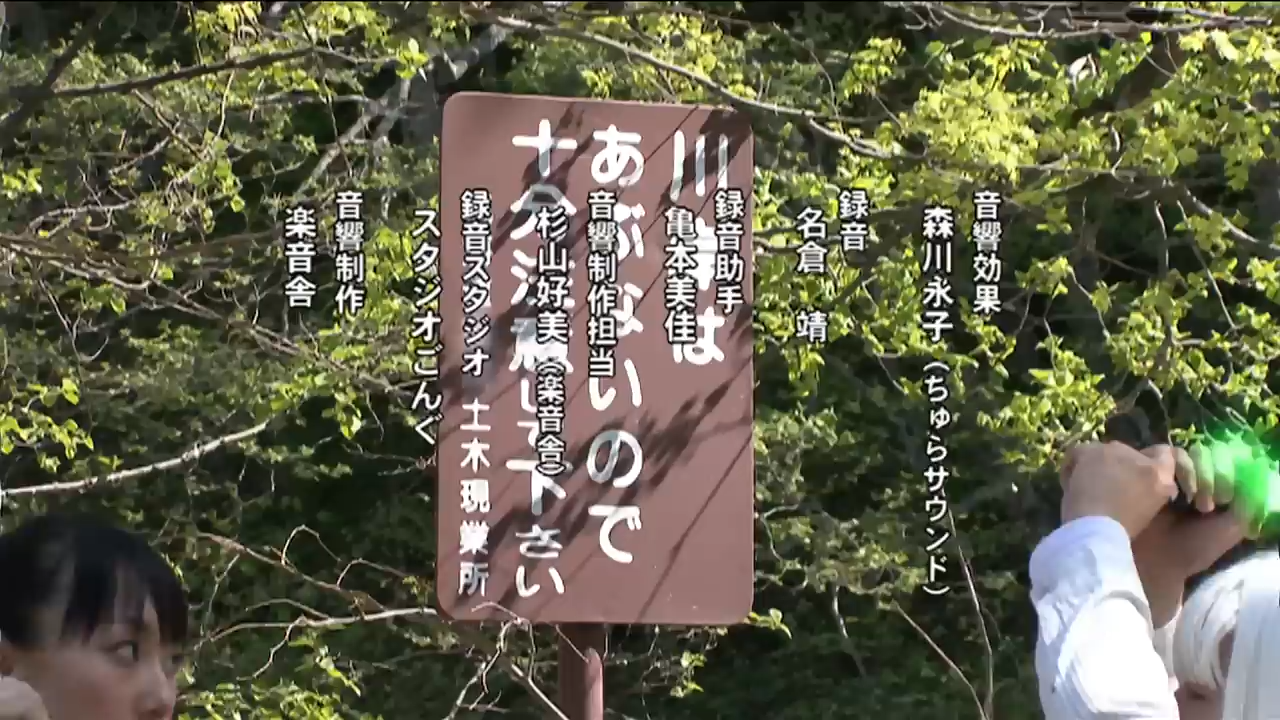 音響効果
森川永子(ちゅらサウンド)
録音
名倉 靖
録音助手
亀本美佳
音響制作担当
杉山好美(楽音舎)
録音スタジオ
スタジオごんぐ
音響制作
楽音舎
川岸は
あぶないので
十分注意して下さい
土木現業所